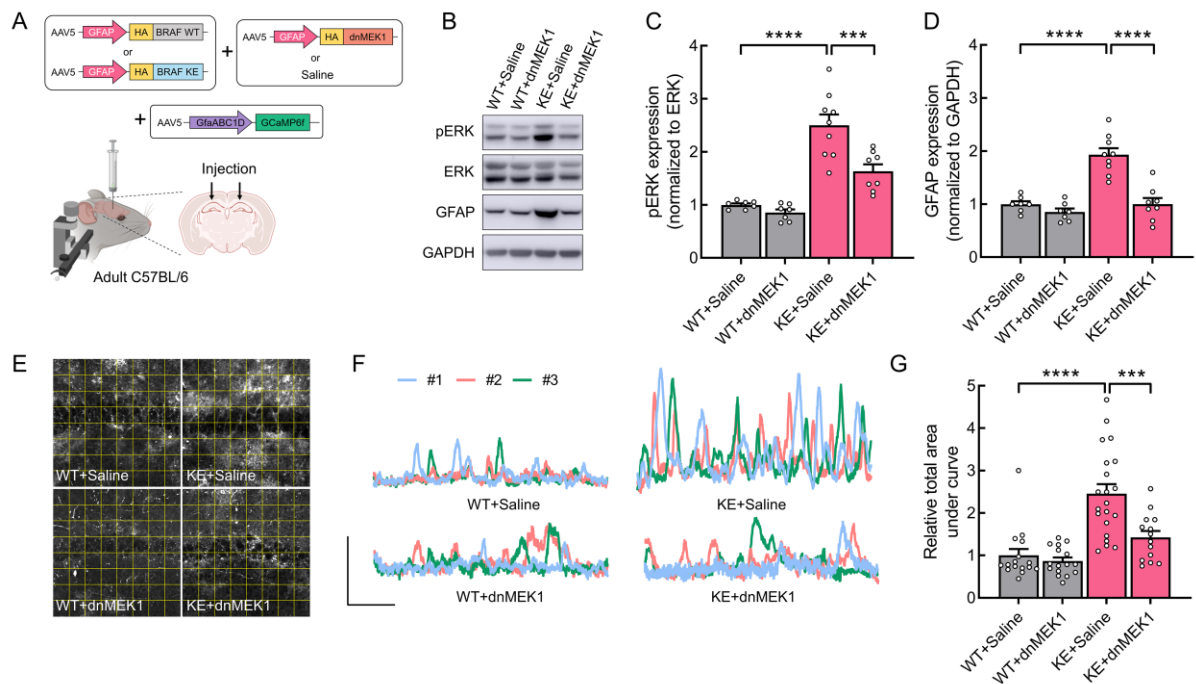 A
AAV5 GFAP HA BRAF WT
or
AAV5 GFAP HA BRAF KE
+
AAV5 GFAP HA dnMEK1
or
Saline
+
AAV5 GfaABC1D GCaMP6f
Injection
Adult C57BL/6
B
WT+Saline
WT+dnMEK1
KE+Saline
KE+dnMEK1
pERK
ERK
GFAP
GAPDH
C
pERK expression
(normalized to ERK)
5
4
3
2
1
0
****
***
WT+Saline
WT+dnMEK1
KE+Saline
KE+dnMEK1
D
GFAP expression
(normalized to GAPDH)
4
3
2
1
0
****
****
WT+Saline
WT+dnMEK1
KE+Saline
KE+dnMEK1
E
WT+Saline
KE+Saline
WT+dnMEK1
KE+dnMEK1
F
#1 #2 #3
WT+Saline
KE+Saline
WT+dnMEK1
KE+dnMEK1
G
Relative total area
under curve
5
4
3
2
1
0
****
***
WT+Saline
WT+dnMEK1
KE+Saline
KE+dnMEK1